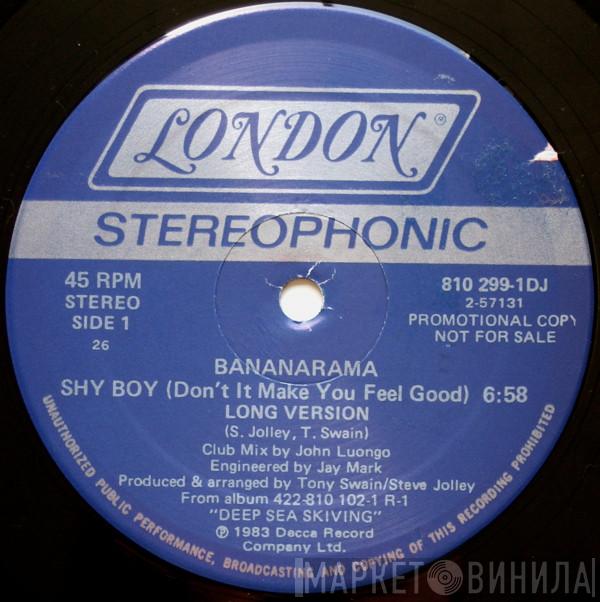 LONDON ®
STEREOPHONIC
45 RPM
STEREO
SIDE 1
26
810 299-1DJ
2-57131
PROMOTIONAL COPY
NOT FOR SALE
BANANARAMA
SHY BOY (Don't It Make You Feel Good) 6:58
LONG VERSION
(S. Jolley, T. Swain)
Club Mix by John Luongo
Engineered by Jay Mark
Produced & arranged by Tony Swain/Steve Jolley
From album 422-810 102-1 R-1
"DEEP SEA SKIVING"
℗ 1983 Decca Record
Company Ltd.
UNAUTHORIZED PUBLIC PERFORMANCE, BROADCASTING AND COPYING OF THIS RECORDING PROHIBITED
МАРКЕТ ВИНИЛА